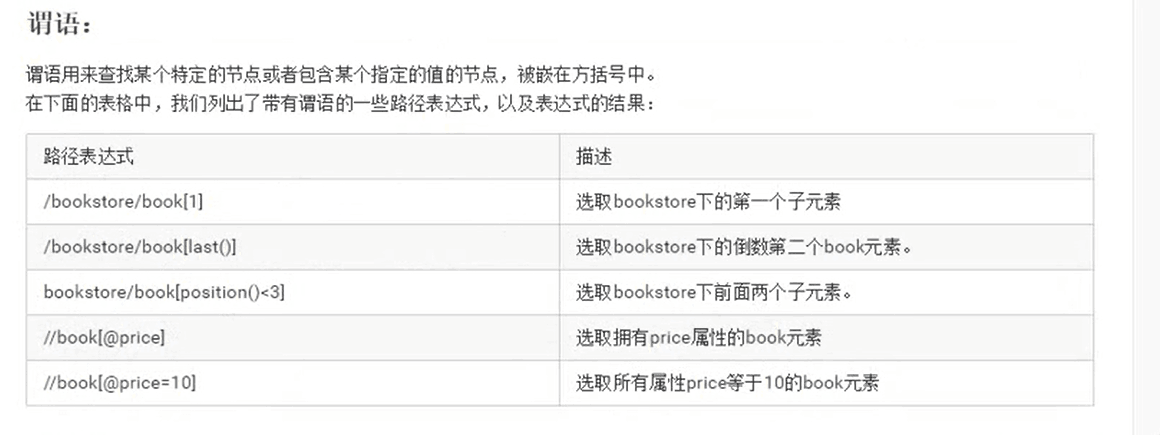 谓语：
谓语用来查找某个特定的节点或者包含某个指定的值的节点，被嵌在方括号中。
在下面的表格中，我们列出了带有谓语的一些路径表达式，以及表达式的结果：
路径表达式 描述
/bookstore/book[1] 选取bookstore下的第一个子元素
/bookstore/book[last()] 选取bookstore下的倒数第二个book元素。
bookstore/book[position()<3] 选取bookstore下前面两个子元素。
//book[@price] 选取拥有price属性的book元素
//book[@price=10] 选取所有属性price等于10的book元素